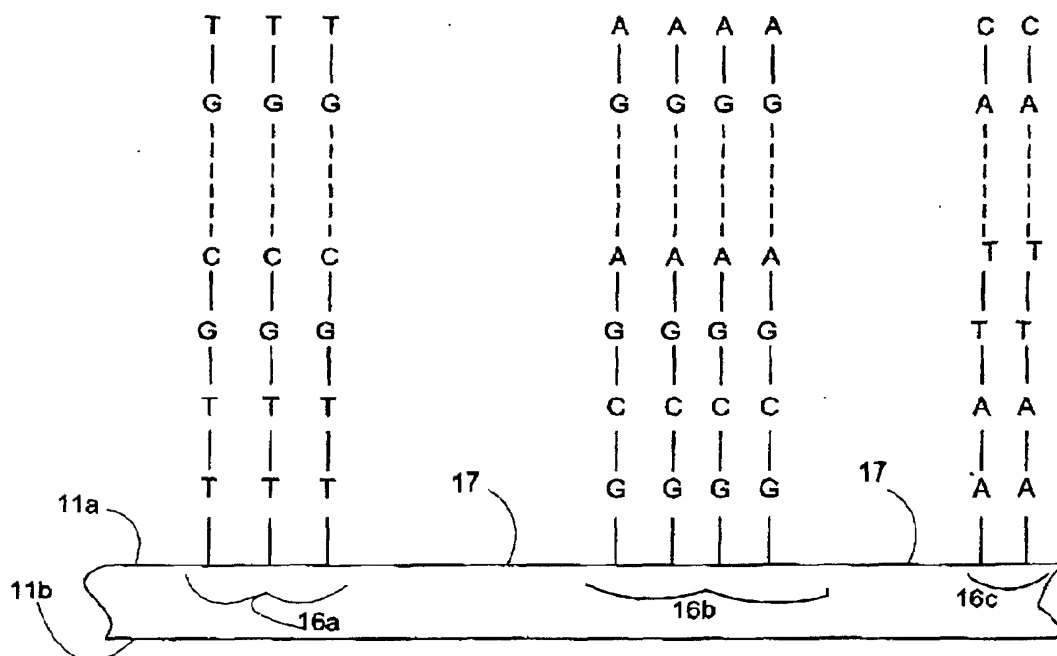 T T T A A A A C C
G G G G G G G A A
C C C A A A A T T
G G G G G G G T T
T T T C C C C A A
T T T G G G G A A
11a 17 17
11b 16a 16b 16c